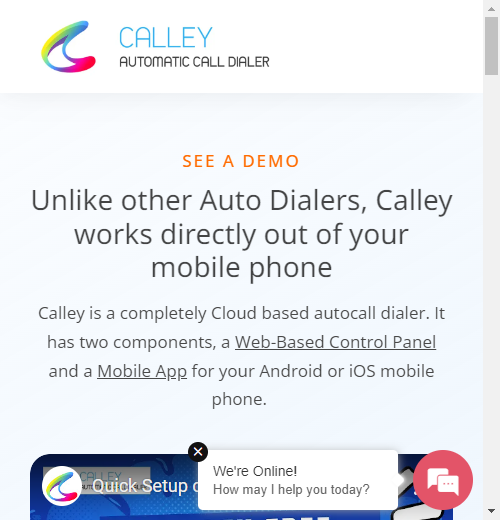 CALLEY
AUTOMATIC CALL DIALER
SEE A DEMO
Unlike other Auto Dialers, Calley
works directly out of your
mobile phone
Calley is a completely Cloud based autocall dialer. It
has two components, a Web-Based Control Panel
and a Mobile App for your Android or iOS mobile
phone.
CALLEY
Quick Setup
We're Online!
How may I help you today?